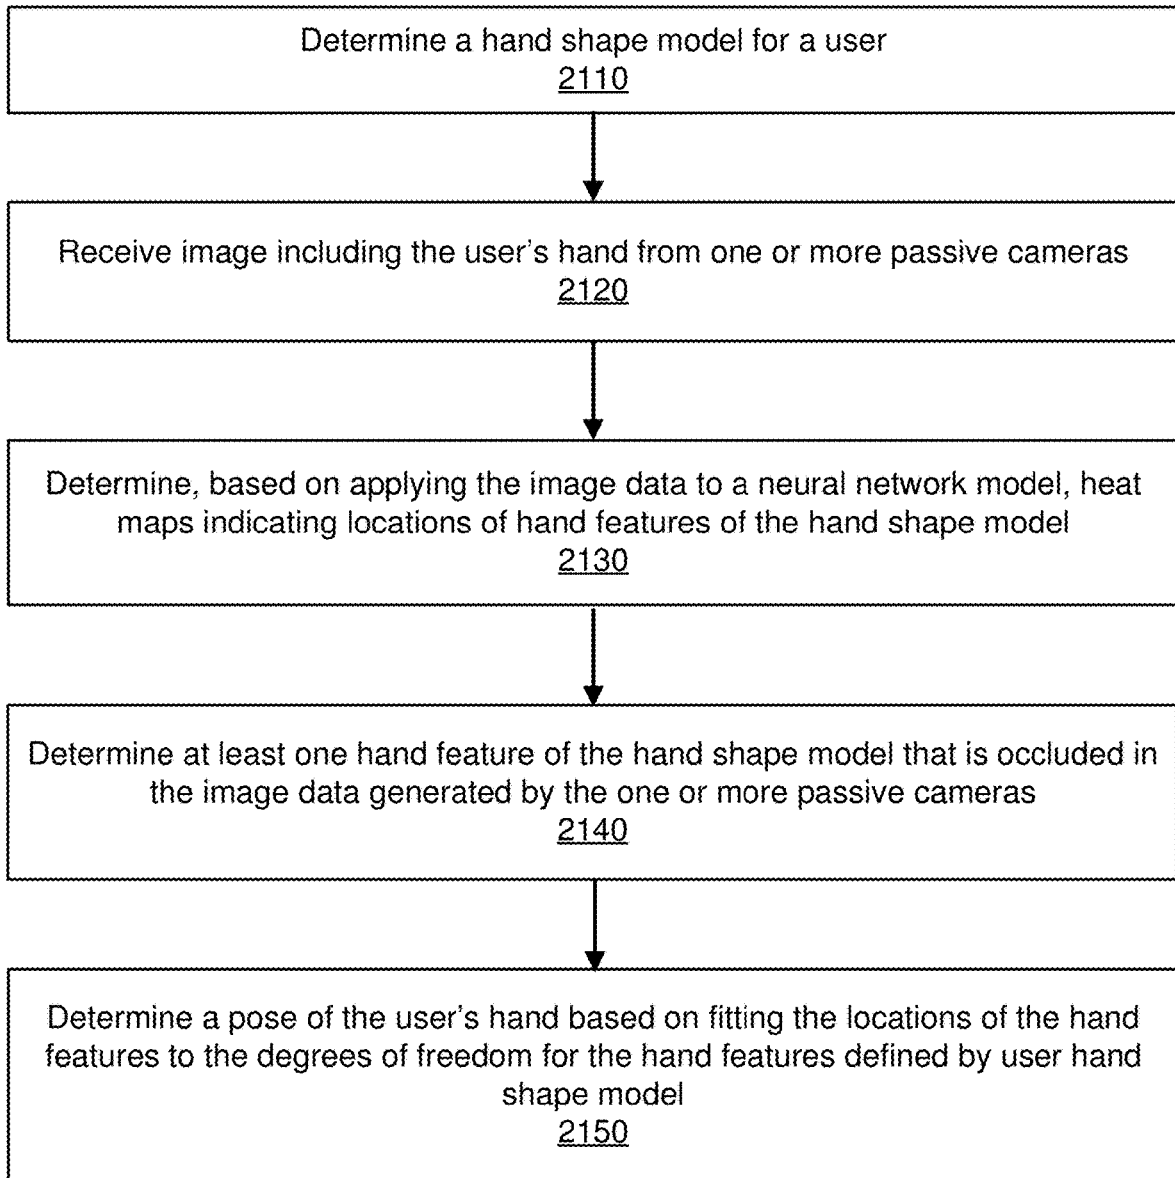 Determine a hand shape model for a user
2110
Receive image including the user's hand from one or more passive cameras
2120
Determine, based on applying the image data to a neural network model, heat
maps indicating locations of hand features of the hand shape model
2130
Determine at least one hand feature of the hand shape model that is occluded in
the image data generated by the one or more passive cameras
2140
Determine a pose of the user's hand based on fitting the locations of the hand
features to the degrees of freedom for the hand features defined by user hand
shape model
2150